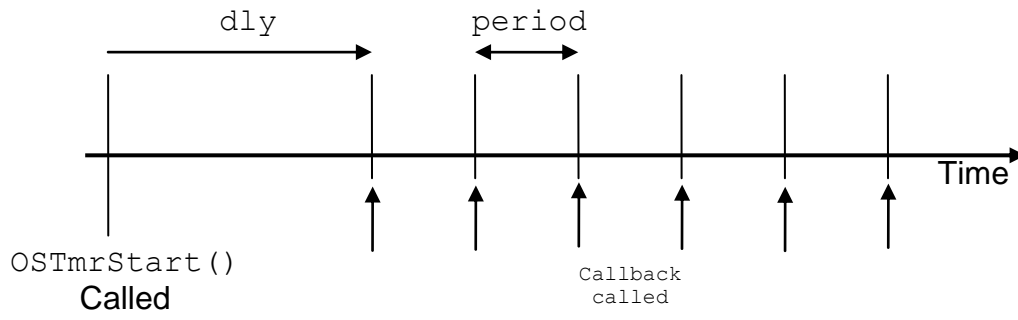 dly
period
Time
OSTmrStart()
Called
Callback
called